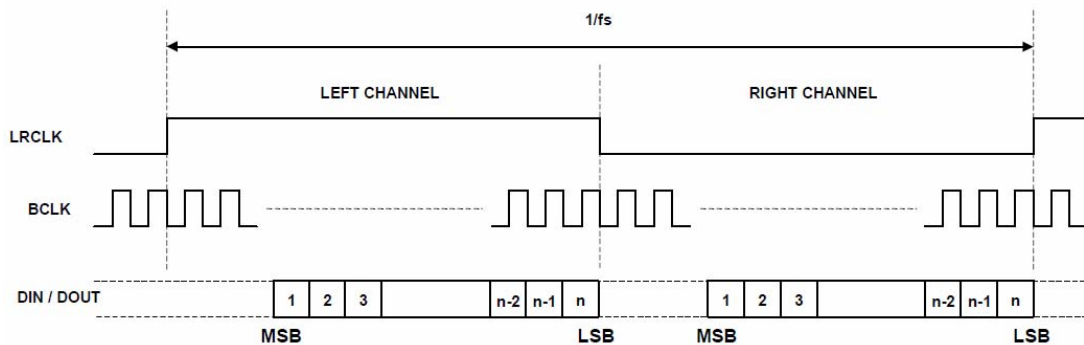 1/fs
LEFT CHANNEL RIGHT CHANNEL
LRCLK
BCLK
DIN / DOUT 1 2 3 n-2 n-1 n 1 2 3 n-2 n-1 n
MSB LSB MSB LSB